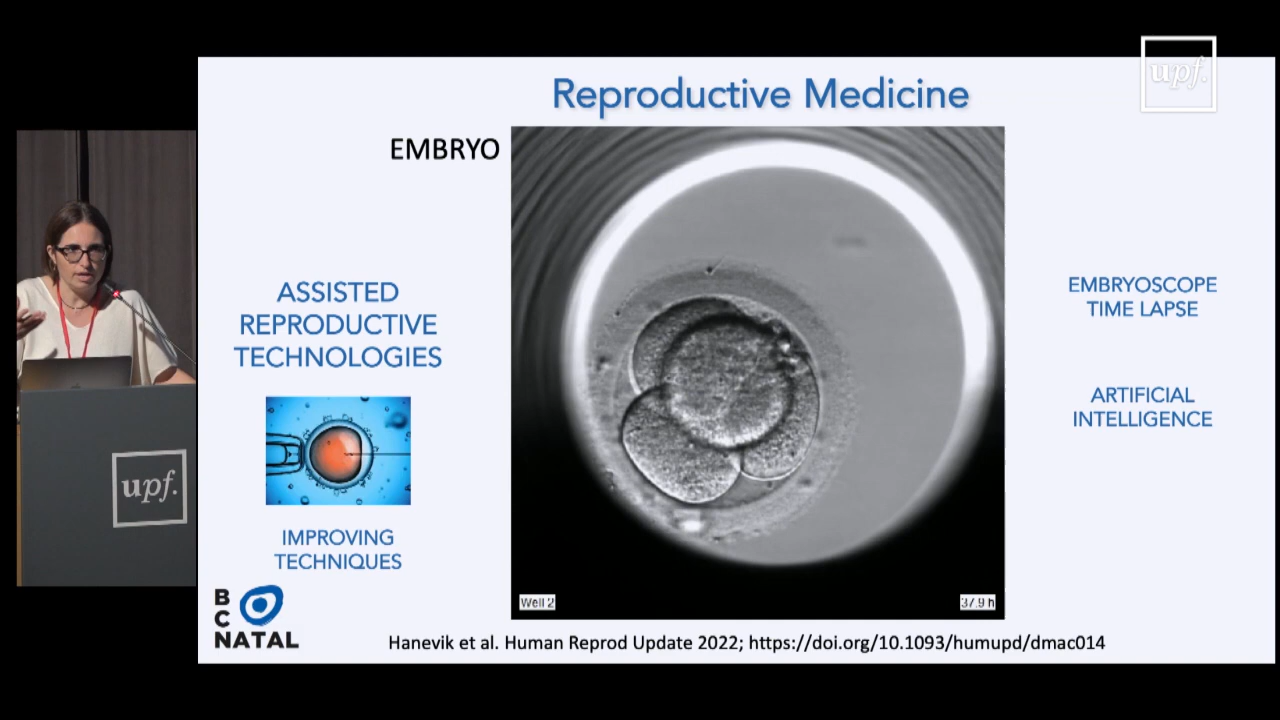 upf.
Reproductive Medicine
EMBRYO
ASSISTED
REPRODUCTIVE
TECHNOLOGIES
EMBRYOSCOPE
TIME LAPSE
ARTIFICIAL
INTELLIGENCE
IMPROVING
TECHNIQUES
upf.
Well 2
37.9 h
B
C
NATAL
Hanevik et al. Human Reprod Update 2022; https://doi.org/10.1093/humupd/dmac014